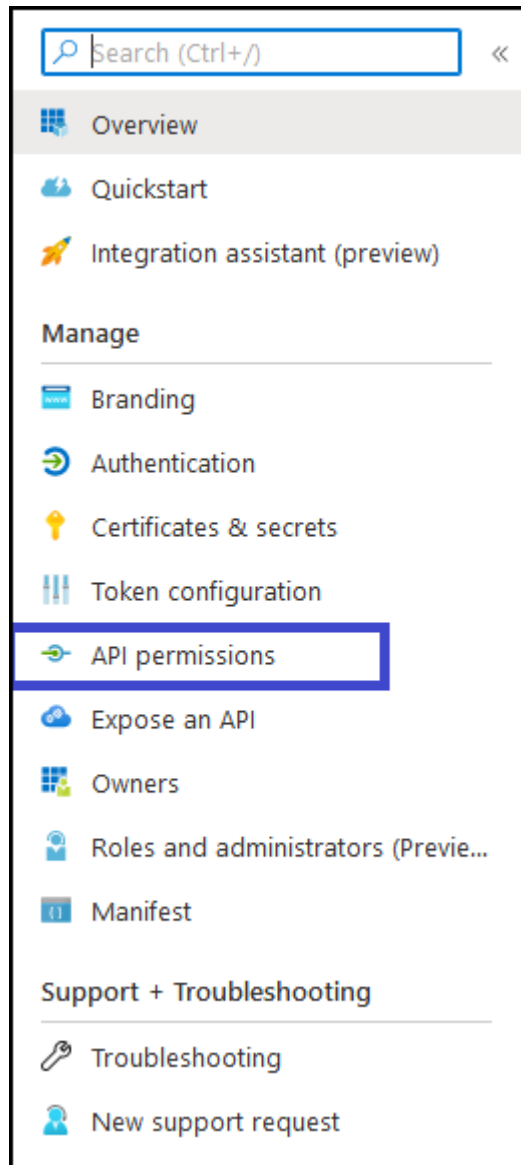 Search (Ctrl+/)
Overview
Quickstart
Integration assistant (preview)
Manage
Branding
Authentication
Certificates & secrets
Token configuration
API permissions
Expose an API
Owners
Roles and administrators (Previe...
Manifest
Support + Troubleshooting
Troubleshooting
New support request